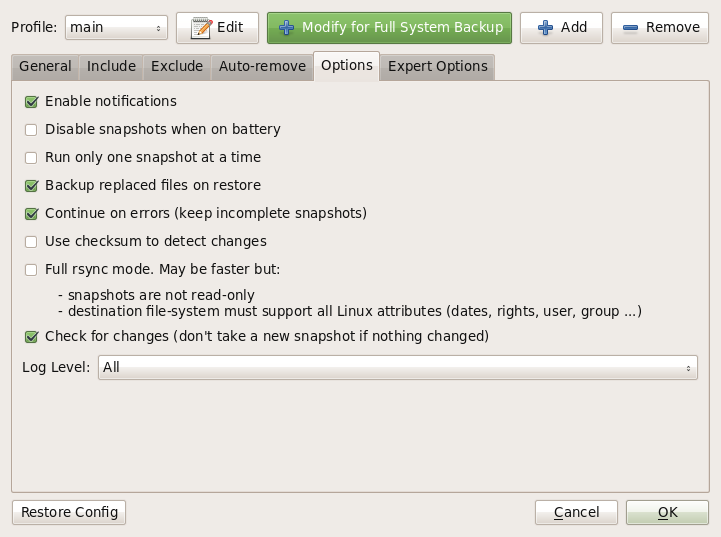 Profile: main Edit Modify for Full System Backup Add Remove
General Include Exclude Auto-remove Options Expert Options
Enable notifications
Disable snapshots when on battery
Run only one snapshot at a time
Backup replaced files on restore
Continue on errors (keep incomplete snapshots)
Use checksum to detect changes
Full rsync mode. May be faster but:
- snapshots are not read-only
- destination file-system must support all Linux attributes (dates, rights, user, group ...)
Check for changes (don't take a new snapshot if nothing changed)
Log Level: All
Restore Config Cancel OK